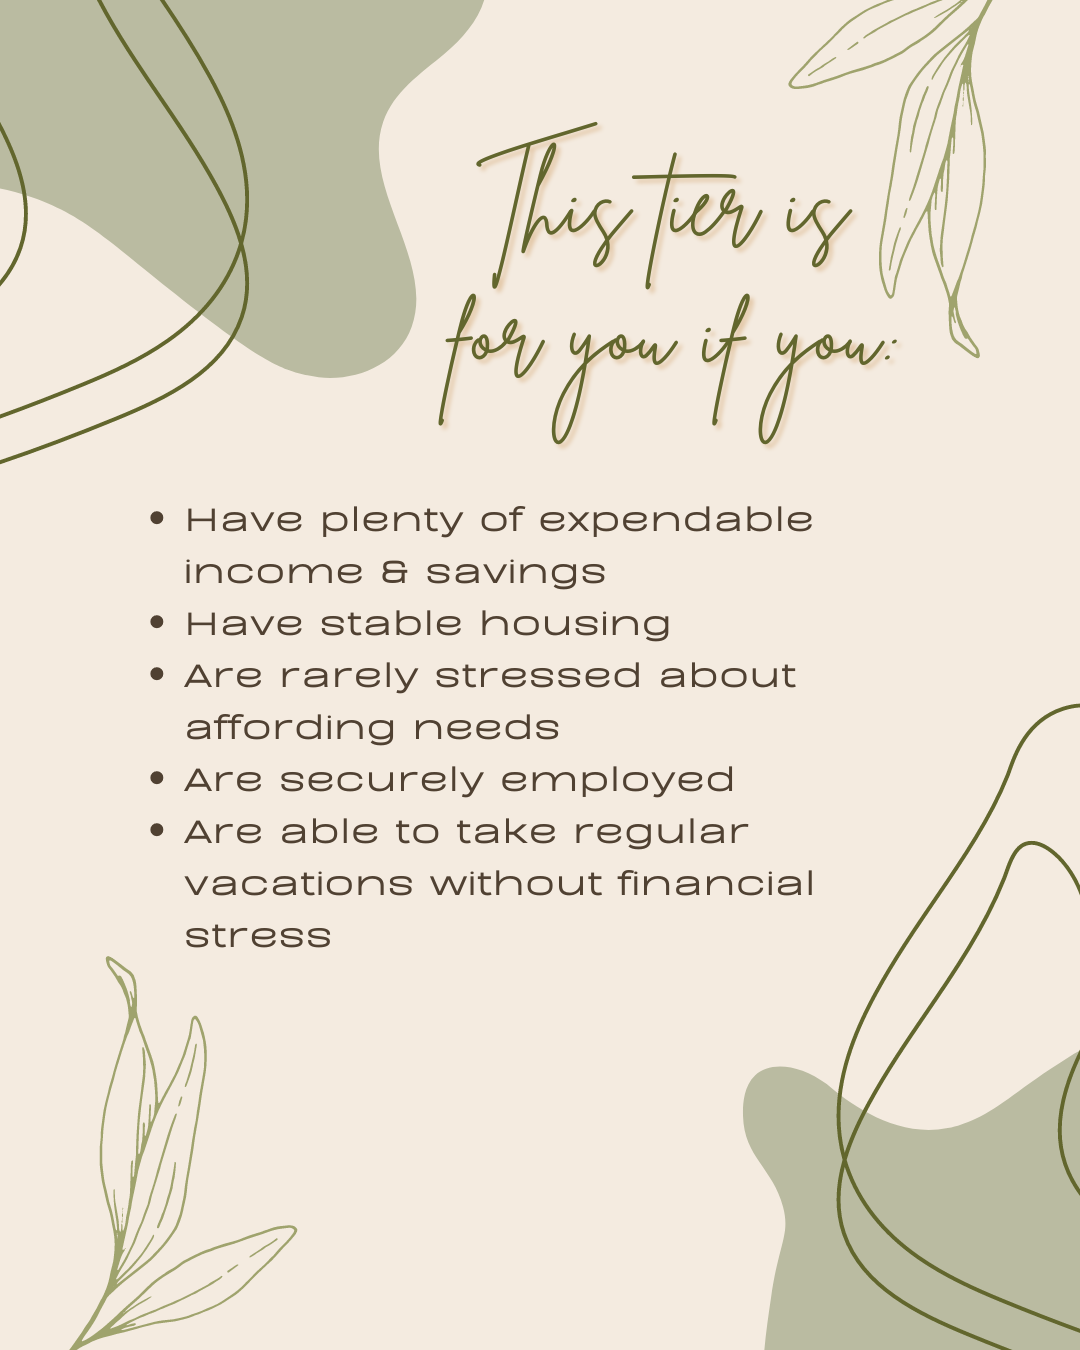 This tier is
for you if you:
• Have plenty of expendable
income & savings
• Have stable housing
• Are rarely stressed about
affording needs
• Are securely employed
• Are able to take regular
vacations without financial
stress